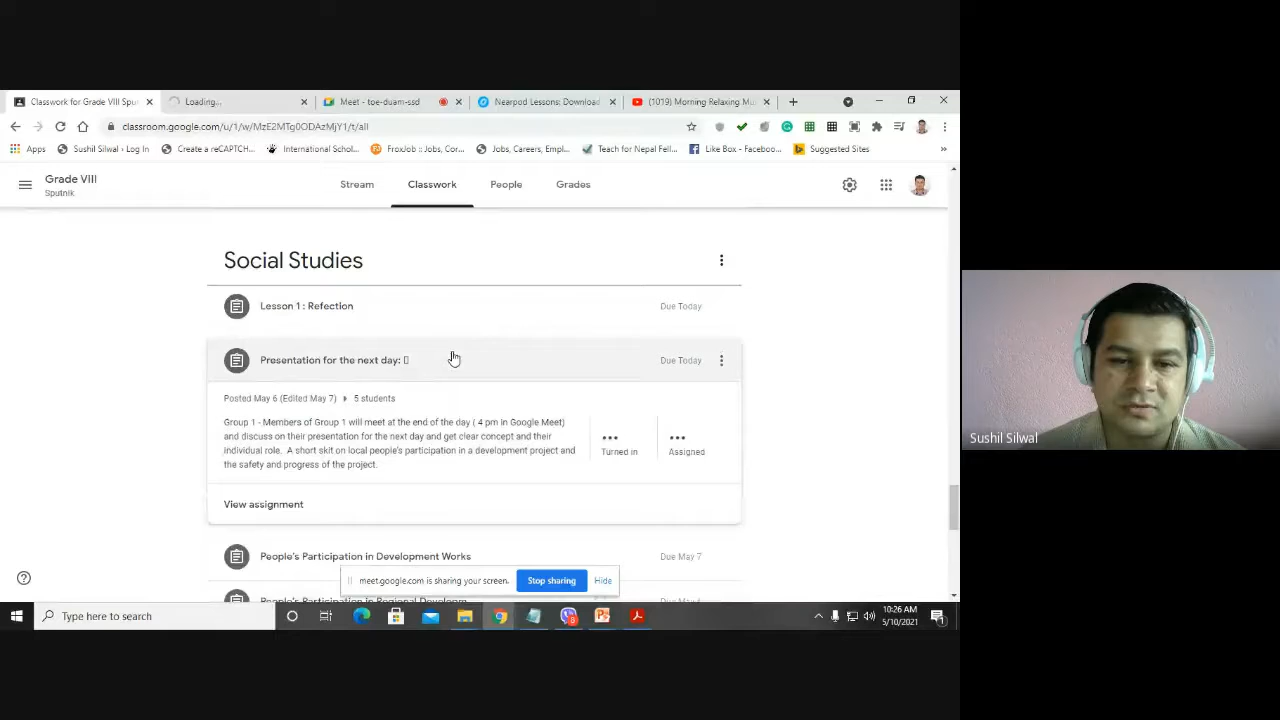 Classwork for Grade VIII Spu
Loading...
Meet - toe-duam-ssd
Nearpod Lessons: Download
(1019) Morning Relaxing Mu
classroom.google.com/u/1/w/MzE2MTg0ODAzMjY1/t/all
Apps
Sushil Silwal › Log In
Create a reCAPTCH...
International Schol...
FroxJob :: Jobs, Cor...
Jobs, Careers, Empl...
Teach for Nepal Fell...
Like Box - Faceboo...
Suggested Sites
»
Grade VIII
Sputnik
Stream
Classwork
People
Grades
Social Studies
Lesson 1 : Refection
Due Today
Presentation for the next day:
Due Today
Posted May 6 (Edited May 7)
5 students
Group 1 - Members of Group 1 will meet at the end of the day ( 4 pm in Google Meet)
and discuss on their presentation for the next day and get clear concept and their
individual role. A short skit on local people's participation in a development project and
the safety and progress of the project.
Turned in
Assigned
View assignment
People's Participation in Development Works
Due May 7
meet.google.com is sharing your screen.
Stop sharing
Hide
People's Participation in Regional Developm
Type here to search
10:26 AM
5/10/2021
Sushil Silwal